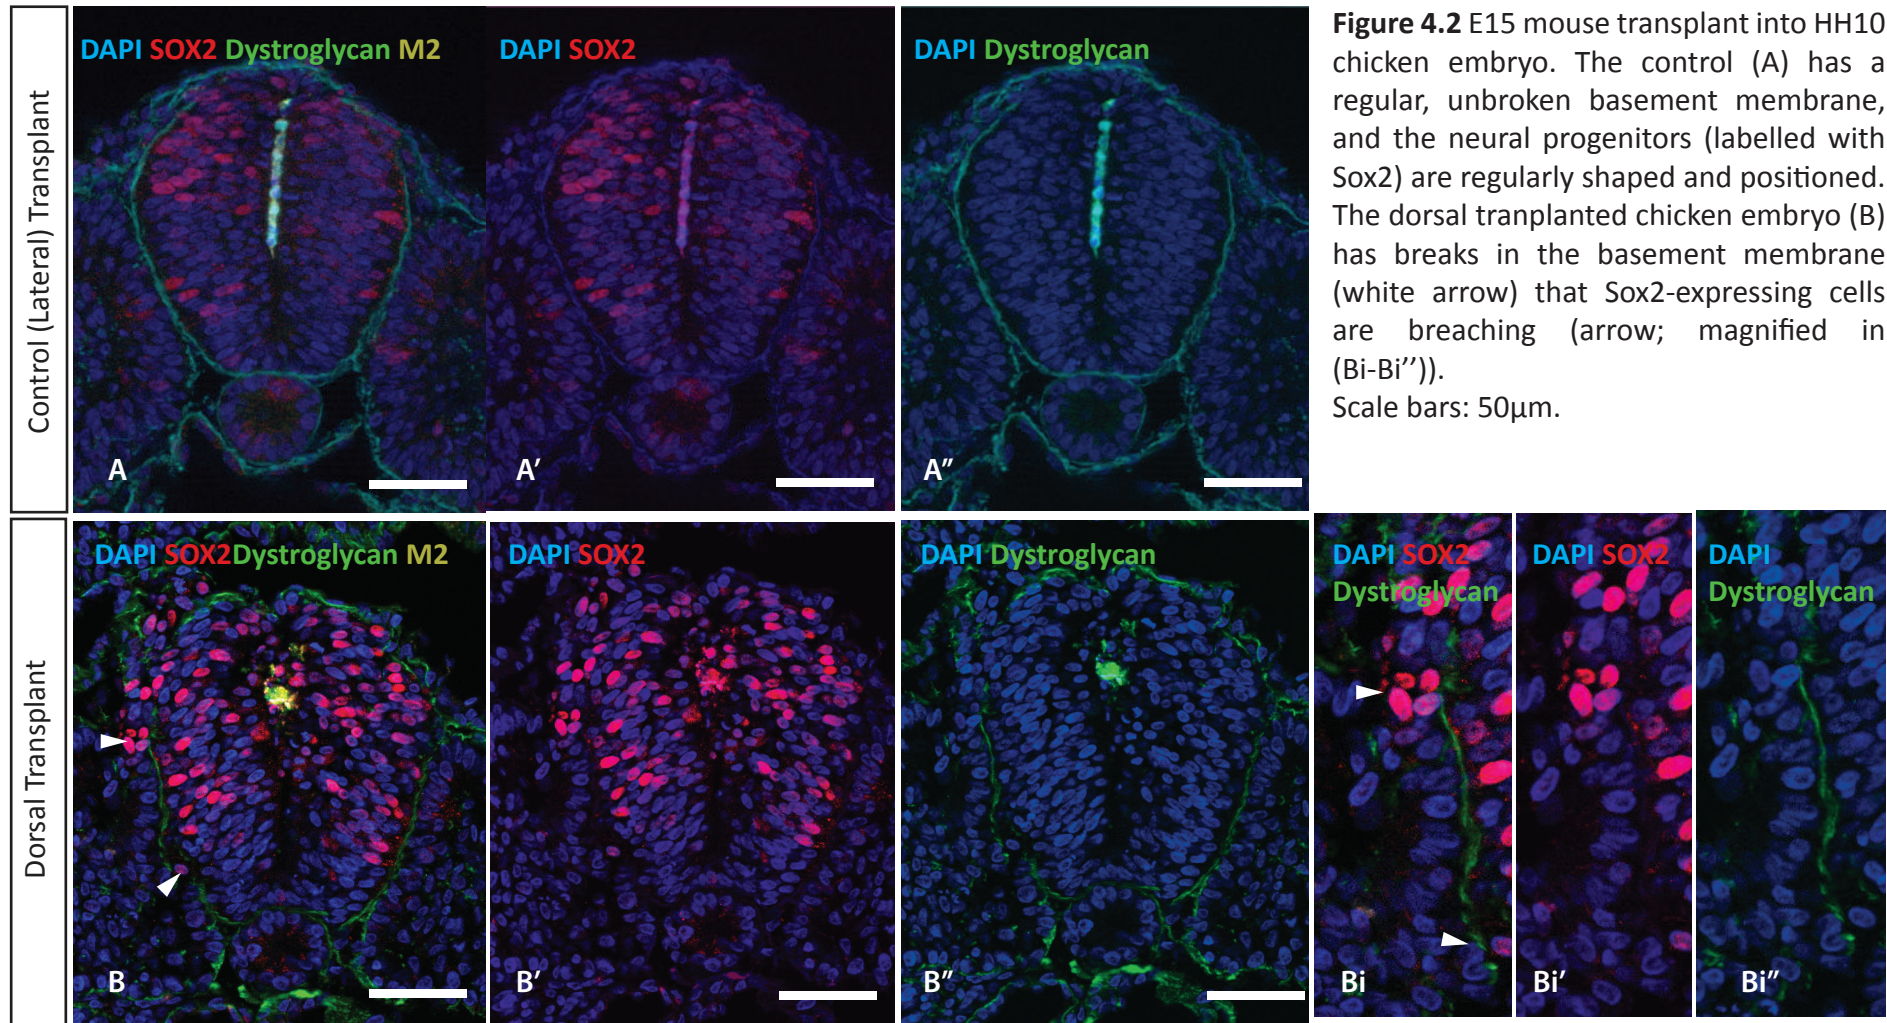 Control (Lateral) Transplant
DAPI SOX2 Dystroglycan M2
A
DAPI SOX2
A′
DAPI Dystroglycan
A″
Figure 4.2 E15 mouse transplant into HH10
chicken embryo. The control (A) has a
regular, unbroken basement membrane,
and the neural progenitors (labelled with
Sox2) are regularly shaped and positioned.
The dorsal tranplanted chicken embryo (B)
has breaks in the basement membrane
(white arrow) that Sox2-expressing cells
are breaching (arrow; magnified in
(Bi-Bi’’)).
Scale bars: 50μm.
Dorsal Transplant
DAPI SOX2Dystroglycan M2
B
DAPI SOX2
B′
DAPI Dystroglycan
B″
DAPI SOX2
Dystroglycan
Bi
DAPI SOX2
Bi′
DAPI
Dystroglycan
Bi″